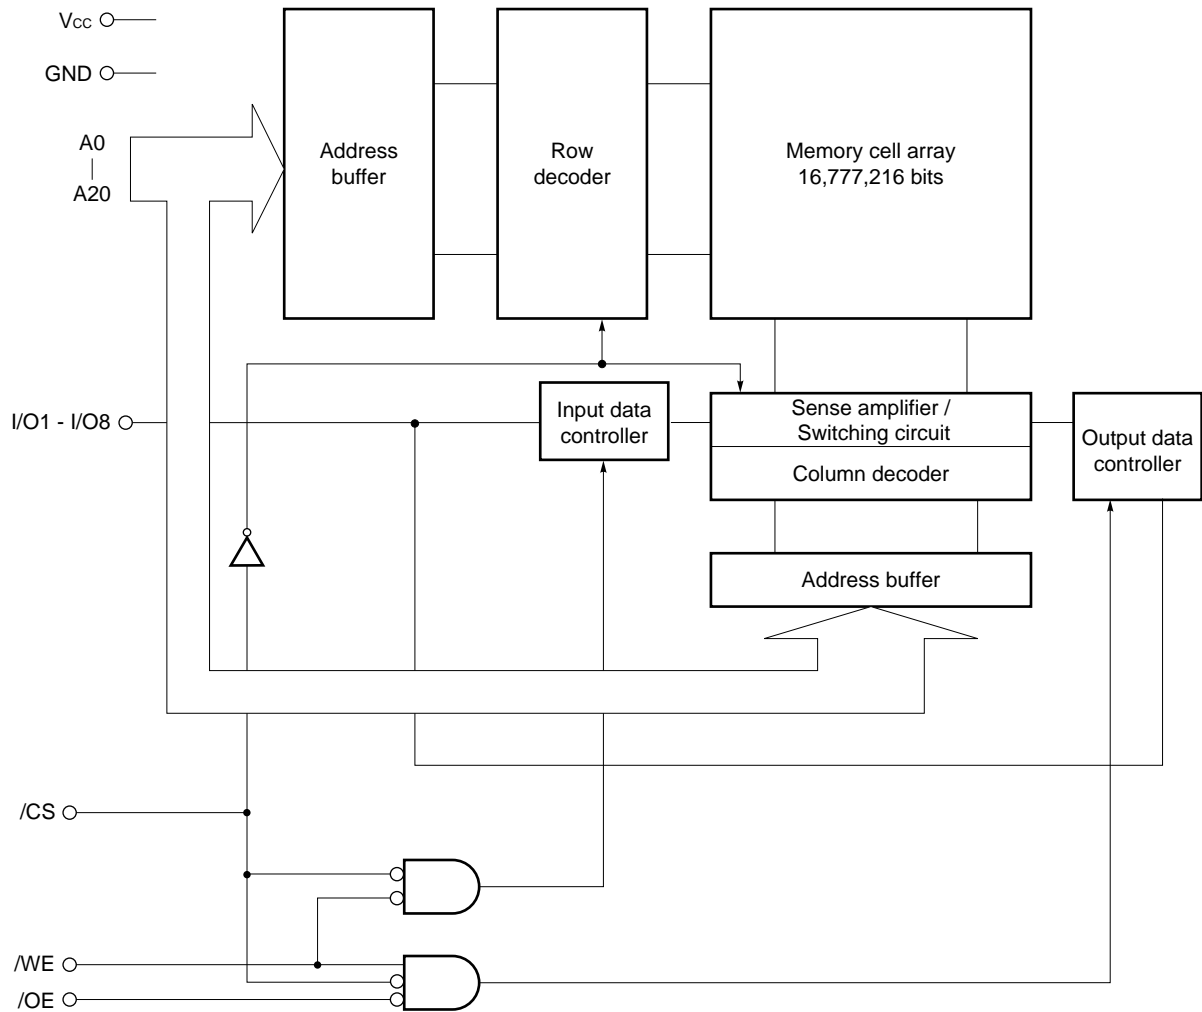 Vcc
GND
A0
A20
Address
buffer
Row
decoder
Memory cell array
16,777,216 bits
I/O1 - I/O8
Input data
controller
Sense amplifier /
Switching circuit
Column decoder
Output data
controller
Address buffer
/CS
/WE
/OE